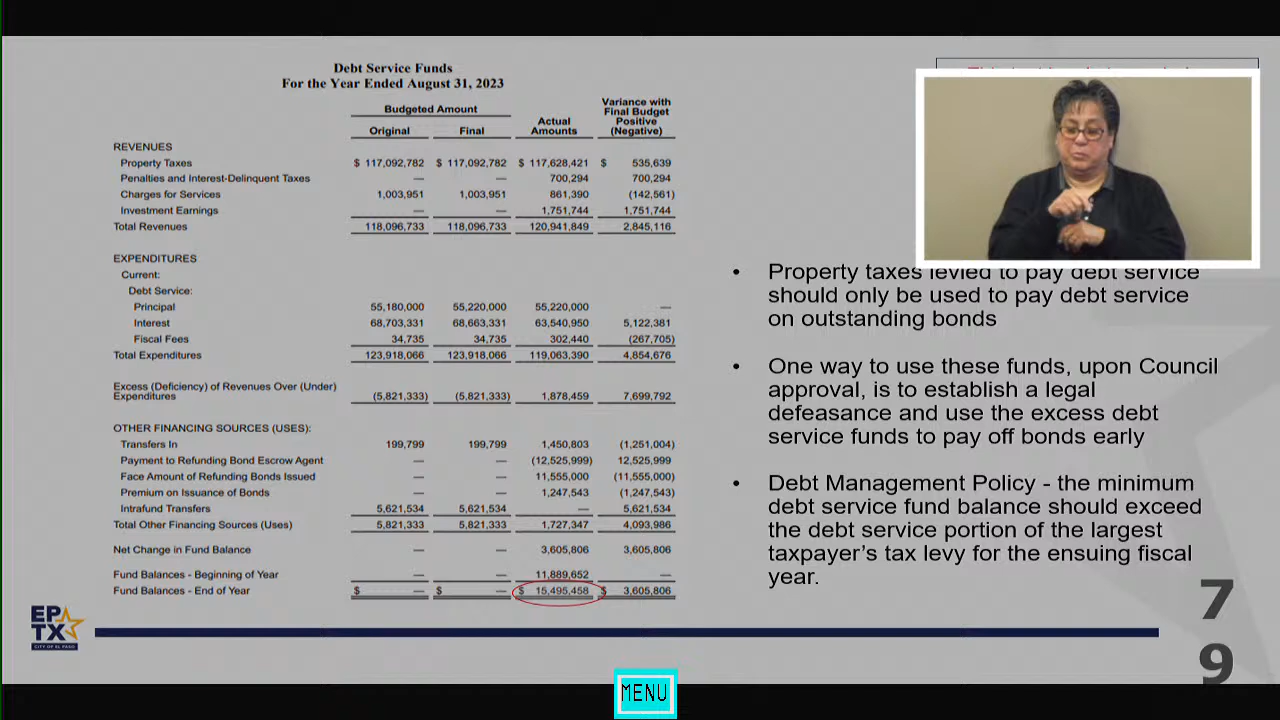 Debt Service Funds
For the Year Ended August 31, 2023
Budgeted Amount
Original Final Actual Amounts Variance with Final Budget Positive (Negative)
REVENUES
Property Taxes $ 117,092,782 $ 117,092,782 $ 117,628,421 $ 535,639
Penalties and Interest-Delinquent Taxes — — 700,294 700,294
Charges for Services 1,003,951 1,003,951 861,390 (142,561)
Investment Earnings — — 1,751,744 1,751,744
Total Revenues 118,096,733 118,096,733 120,941,849 2,845,116
EXPENDITURES
Current:
Debt Service:
Principal 55,180,000 55,220,000 55,220,000 —
Interest 68,703,331 68,663,331 63,540,950 5,122,381
Fiscal Fees 34,735 34,735 302,440 (267,705)
Total Expenditures 123,918,066 123,918,066 119,063,390 4,854,676
Excess (Deficiency) of Revenues Over (Under)
Expenditures (5,821,333) (5,821,333) 1,878,459 7,699,792
OTHER FINANCING SOURCES (USES):
Transfers In 199,799 199,799 1,450,803 (1,251,004)
Payment to Refunding Bond Escrow Agent — — (12,525,999) 12,525,999
Face Amount of Refunding Bonds Issued — — 11,555,000 (11,555,000)
Premium on Issuance of Bonds — — 1,247,543 (1,247,543)
Intrafund Transfers 5,621,534 5,621,534 — 5,621,534
Total Other Financing Sources (Uses) 5,821,333 5,821,333 1,727,347 4,093,986
Net Change in Fund Balance — — 3,605,806 3,605,806
Fund Balances - Beginning of Year — — 11,889,652 —
Fund Balances - End of Year $ — $ — $ 15,495,458 $ 3,605,806
• Property taxes levied to pay debt service
should only be used to pay debt service
on outstanding bonds
• One way to use these funds, upon Council
approval, is to establish a legal
defeasance and use the excess debt
service funds to pay off bonds early
• Debt Management Policy - the minimum
debt service fund balance should exceed
the debt service portion of the largest
taxpayer's tax levy for the ensuing fiscal
year.
7
9
EP
TX
CITY OF EL PASO
MENU